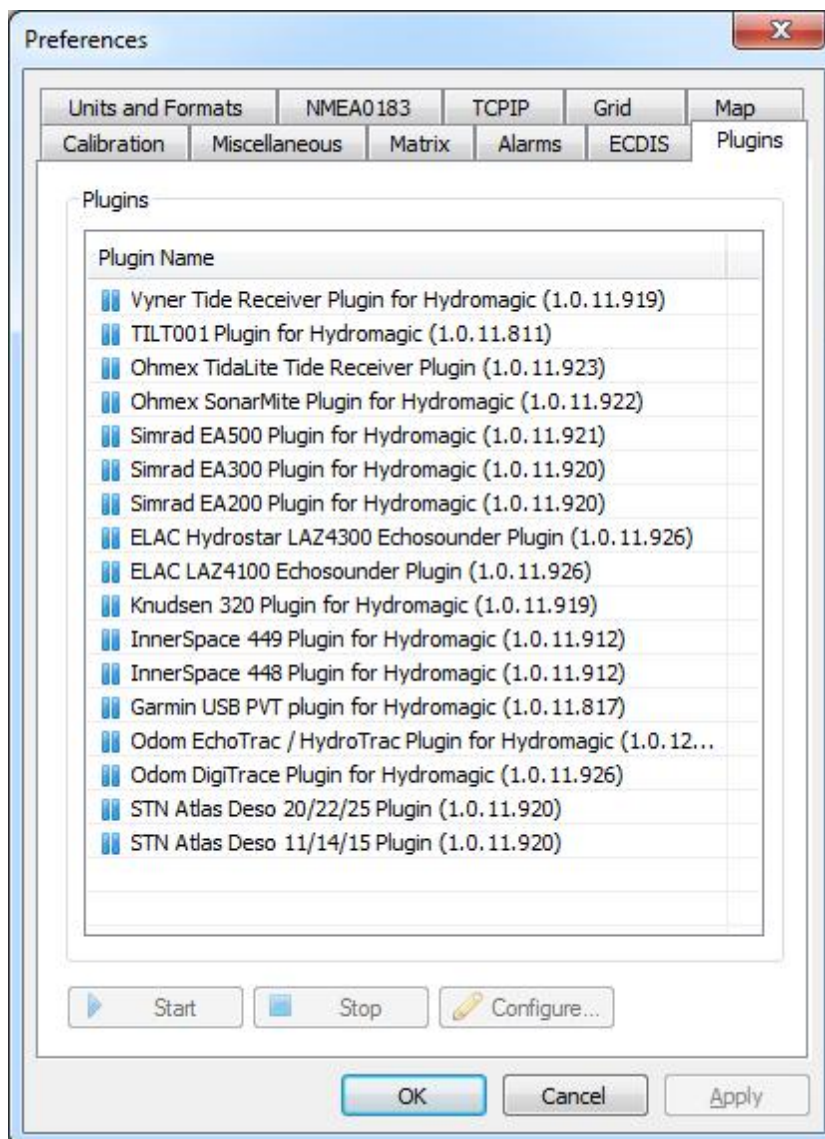 Preferences
X
Units and Formats NMEA0183 TCPIP Grid Map
Calibration Miscellaneous Matrix Alarms ECDIS Plugins
Plugins
Plugin Name
Vyner Tide Receiver Plugin for Hydromagic (1.0.11.919)
TILT001 Plugin for Hydromagic (1.0.11.811)
Ohmex TidaLite Tide Receiver Plugin (1.0.11.923)
Ohmex SonarMite Plugin for Hydromagic (1.0.11.922)
Simrad EA500 Plugin for Hydromagic (1.0.11.921)
Simrad EA300 Plugin for Hydromagic (1.0.11.920)
Simrad EA200 Plugin for Hydromagic (1.0.11.920)
ELAC Hydrostar LAZ4300 Echosounder Plugin (1.0.11.926)
ELAC LAZ4100 Echosounder Plugin (1.0.11.926)
Knudsen 320 Plugin for Hydromagic (1.0.11.919)
InnerSpace 449 Plugin for Hydromagic (1.0.11.912)
InnerSpace 448 Plugin for Hydromagic (1.0.11.912)
Garmin USB PVT plugin for Hydromagic (1.0.11.817)
Odom EchoTrac / HydroTrac Plugin for Hydromagic (1.0.12...
Odom DigiTrace Plugin for Hydromagic (1.0.11.926)
STN Atlas Deso 20/22/25 Plugin (1.0.11.920)
STN Atlas Deso 11/14/15 Plugin (1.0.11.920)
Start Stop Configure...
OK Cancel Apply